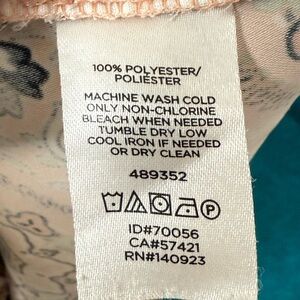 100% POLYESTER/
POLIÉSTER
MACHINE WASH COLD
ONLY NON-CHLORINE
BLEACH WHEN NEEDED
TUMBLE DRY LOW
COOL IRON IF NEEDED
OR DRY CLEAN
489352
P
ID#70056
CA#57421
RN#140923